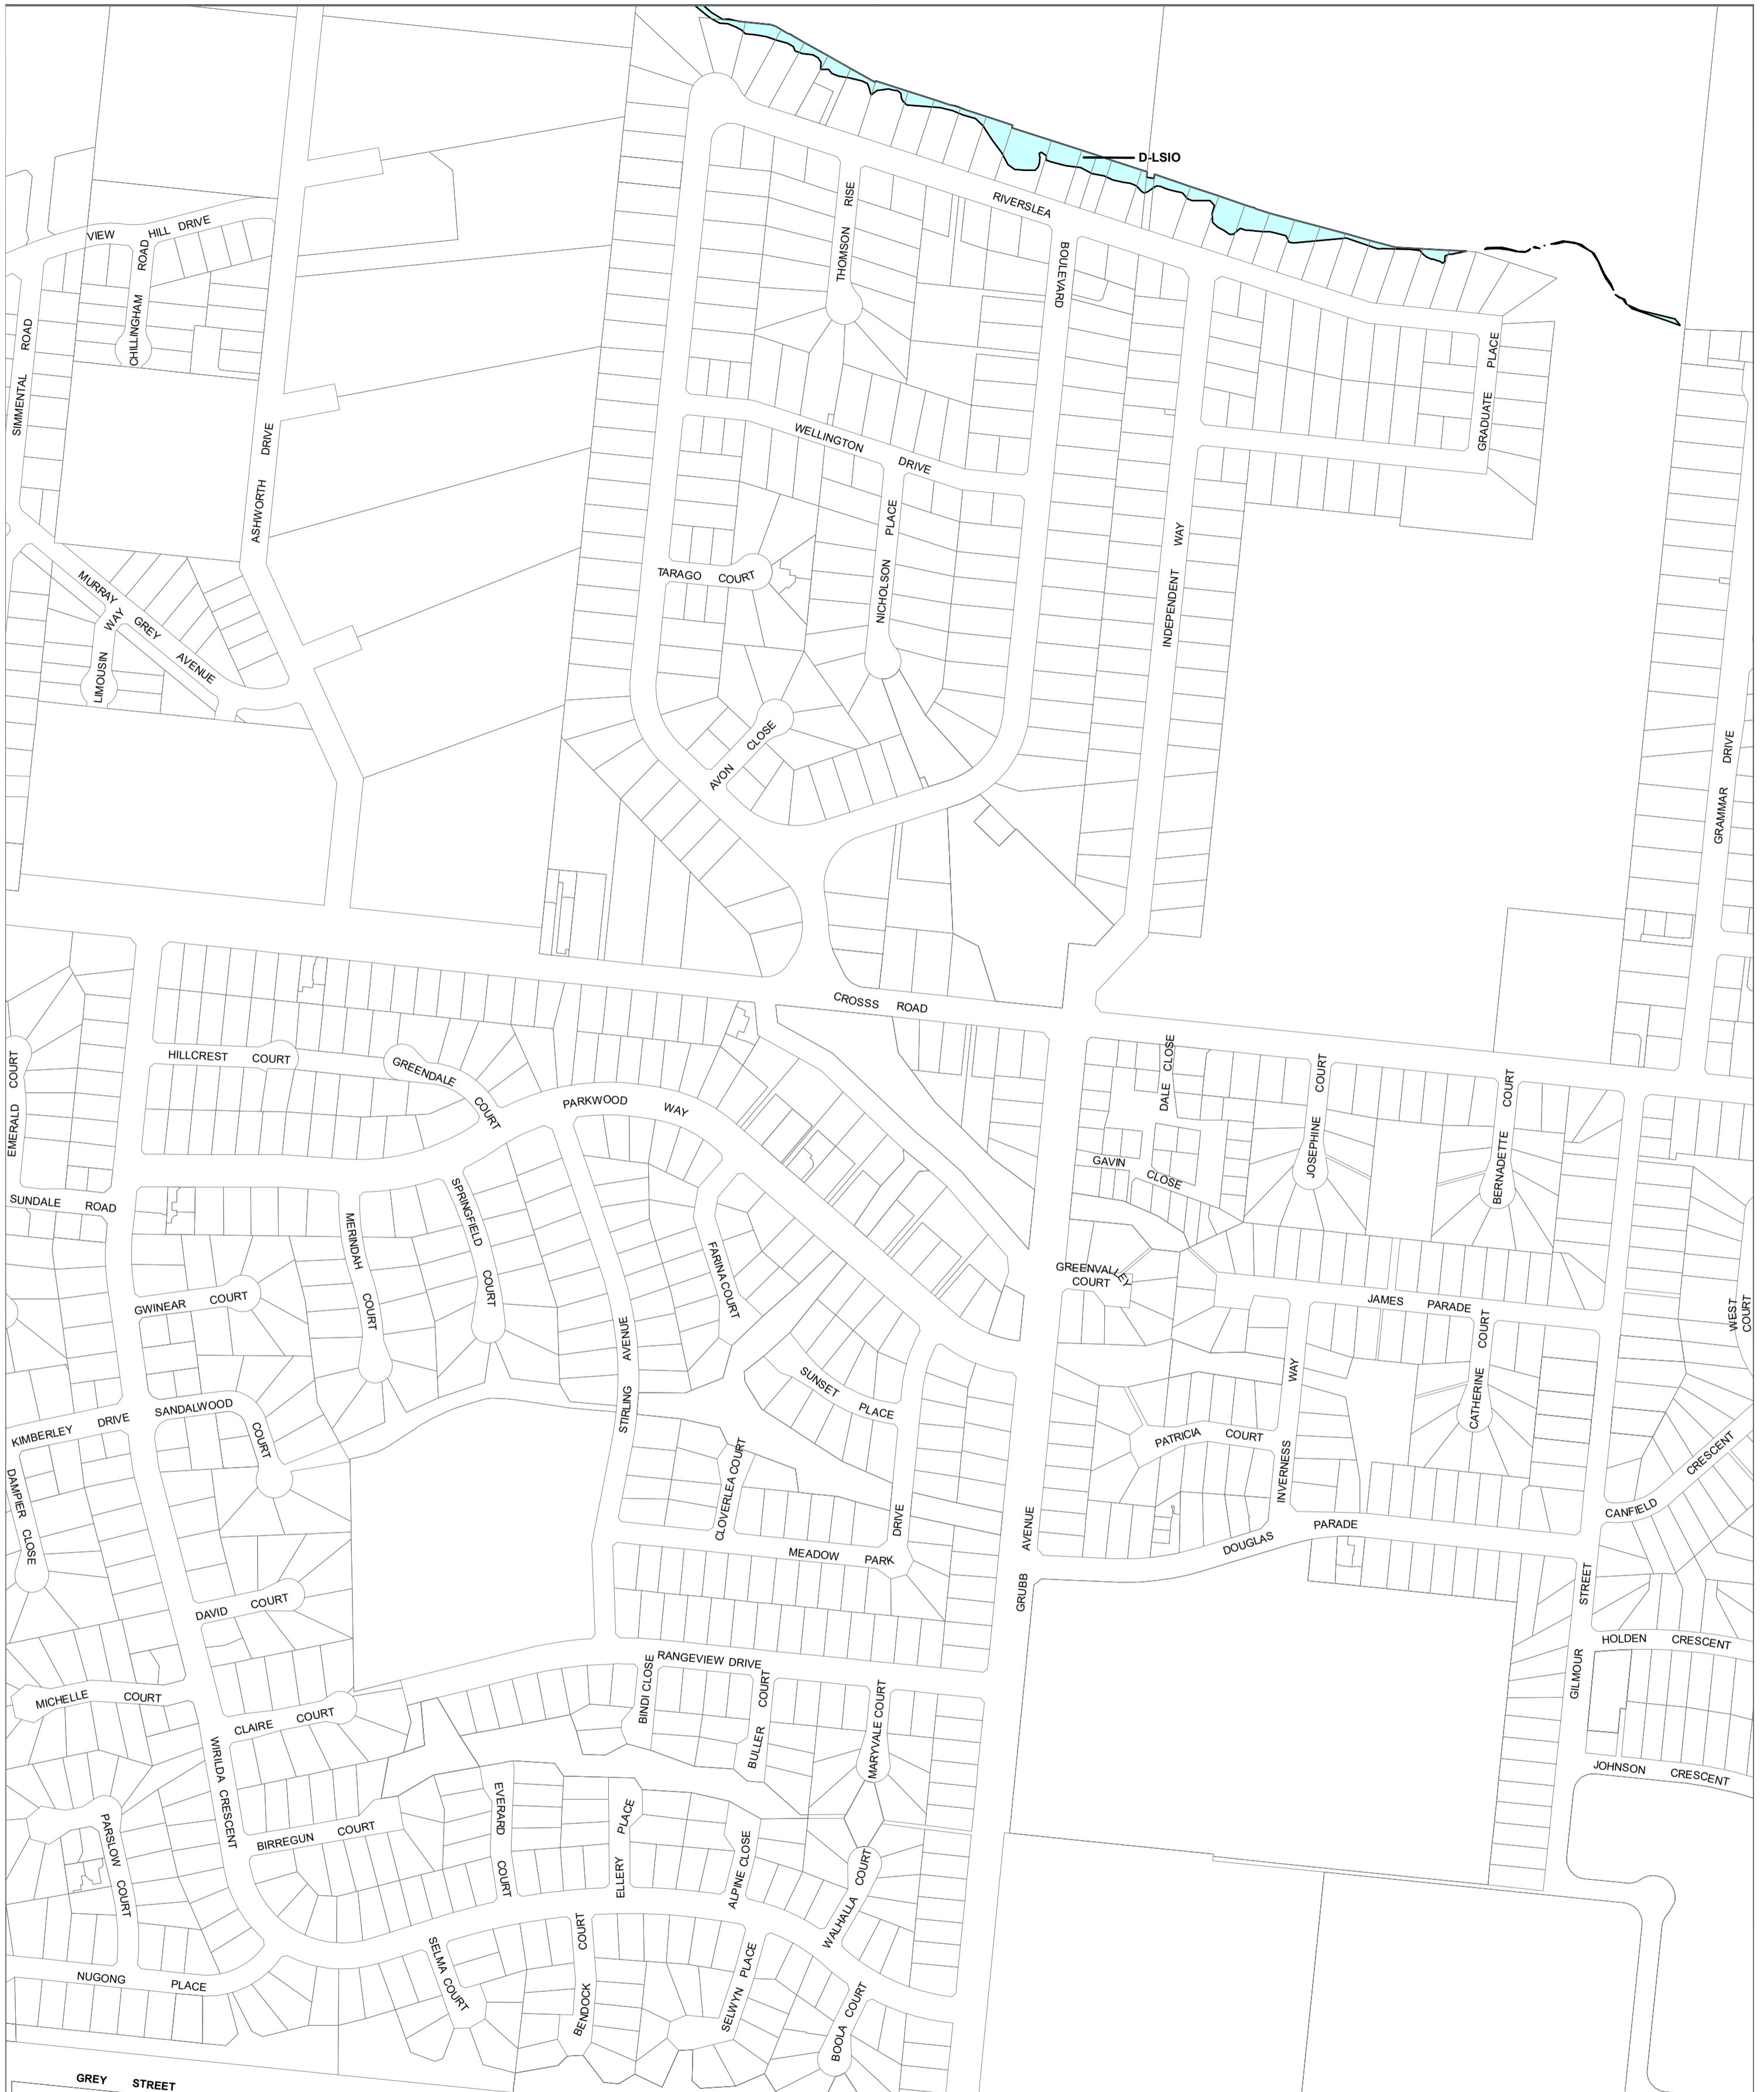 D-LSIO
RIVERSLEA
BOULEVARD
THOMSON RISE
VIEW HILL DRIVE
CHILLINGHAM ROAD
SIMMENTAL ROAD
ASHWORTH DRIVE
WELLINGTON DRIVE
GRADUATE PLACE
NICHOLSON PLACE
TARAGO COURT
INDEPENDENT WAY
MURRAY GREY AVENUE
LIMOUSIN WAY
AVON CLOSE
GRAMMAR DRIVE
CROSSS ROAD
HILLCREST COURT
GREENDALE COURT
EMERALD COURT
PARKWOOD WAY
DALE CLOSE
JOSEPHINE COURT
BERNADETTE COURT
GAVIN CLOSE
SUNDALE ROAD
SPRINGFIELD COURT
MERINDAH COURT
FARINA COURT
GREENVALLEY
COURT
GWINEAR COURT
JAMES PARADE
WEST COURT
STIRLING AVENUE
SUNSET PLACE
CATHERINE COURT
SANDALWOOD COURT
KIMBERLEY DRIVE
PATRICIA COURT
INVERNESS WAY
CANFIELD CRESCENT
DAMPIER CLOSE
CLOVERLEA COURT
MEADOW PARK DRIVE
DOUGLAS PARADE
GRUBB AVENUE
DAVID COURT
GILMOUR STREET
HOLDEN CRESCENT
RANGEVIEW DRIVE
BINDI CLOSE
BULLER COURT
MARYVALE COURT
MICHELLE COURT
CLAIRE COURT
WIRILDA CRESCENT
JOHNSON CRESCENT
EVERARD COURT
ELLERY PLACE
ALPINE CLOSE
BIRREGUN COURT
PARSLOW COURT
WALHALLA COURT
SELMA COURT
BENDOCK COURT
SELWYN PLACE
BOOLA COURT
NUGONG PLACE
GREY STREET